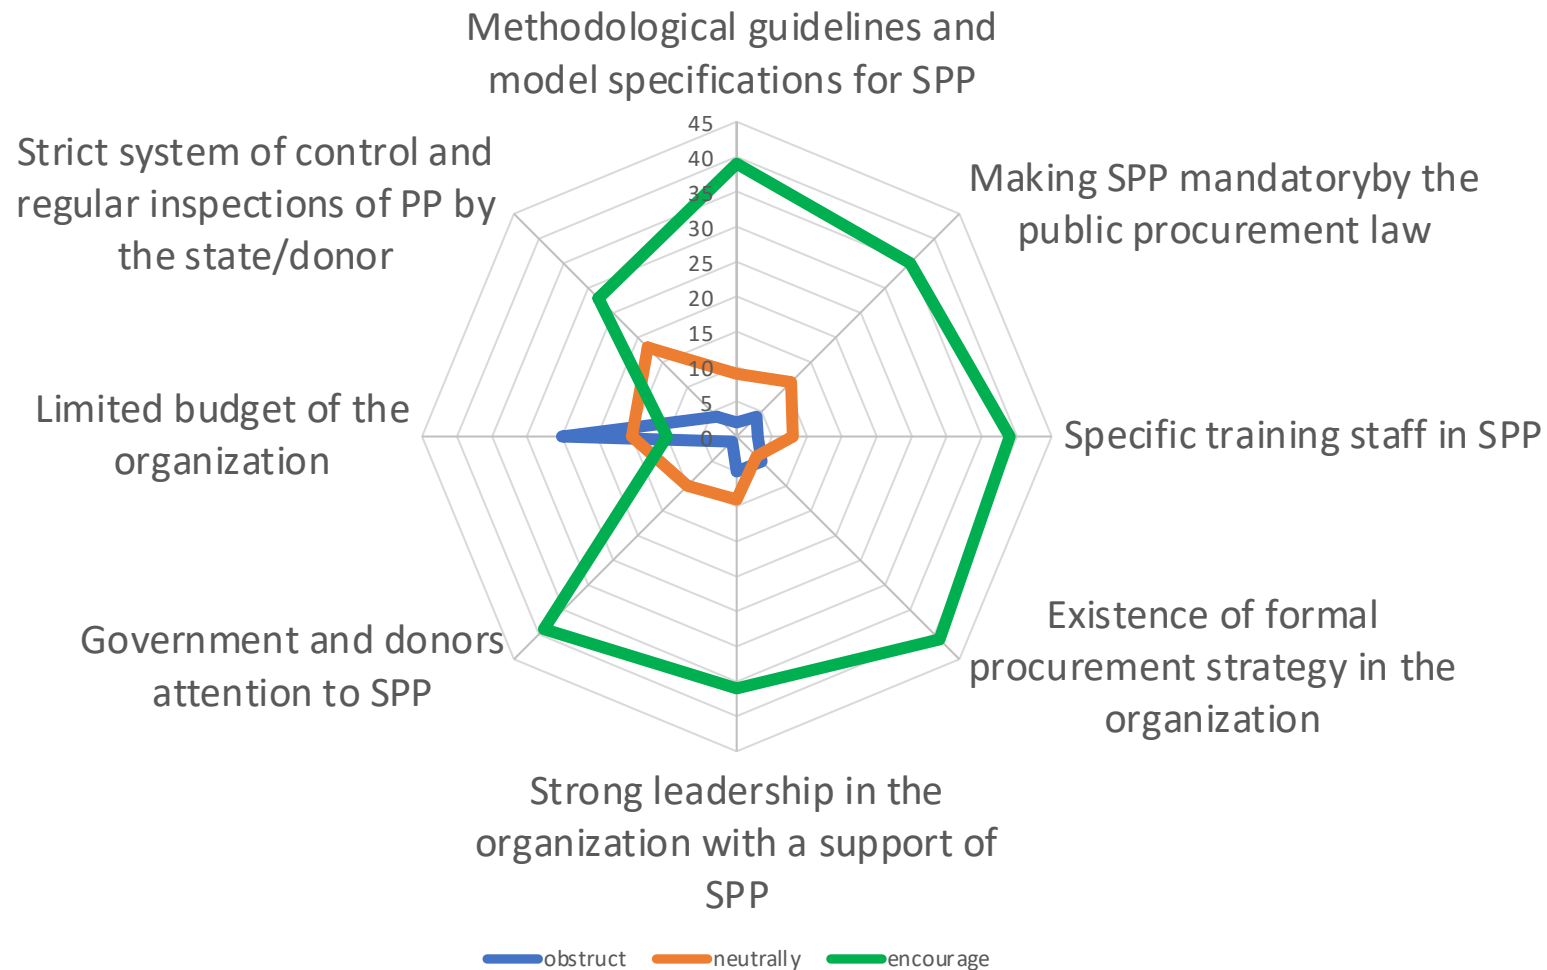 Methodological guidelines and
model specifications for SPP
Strict system of control and
regular inspections of PP by
the state/donor
Making SPP mandatoryby the
public procurement law
45
40
35
30
25
20
15
10
5
0
Limited budget of the
organization
Specific training staff in SPP
Government and donors
attention to SPP
Existence of formal
procurement strategy in the
organization
Strong leadership in the
organization with a support of
SPP
obstruct neutrally encourage